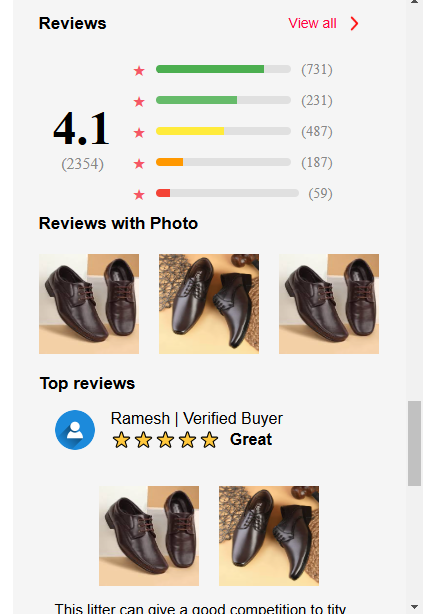 Reviews
View all
(731)
(231)
4.1
(487)
(2354)
(187)
(59)
Reviews with Photo
Top reviews
Ramesh | Verified Buyer
Great
This litter can give a good competition to tity